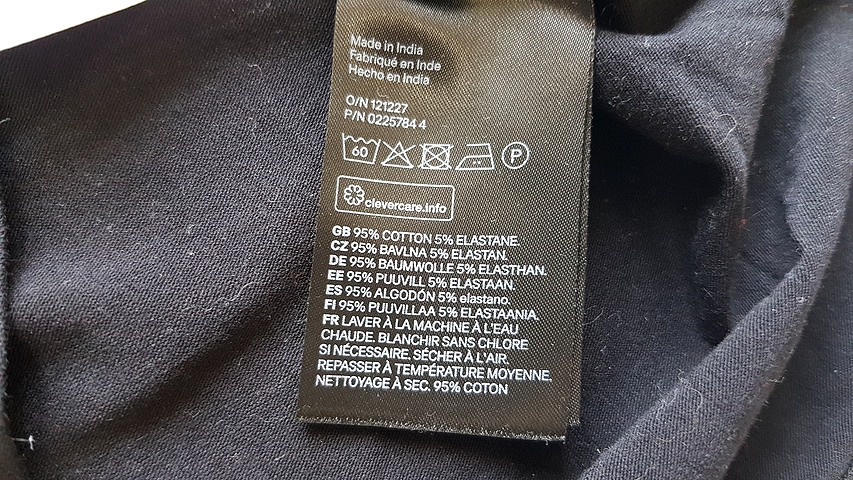 Made in India
Fabriqué en Inde
Hecho en India
O/N 121227
P/N 0225784 4
60 P
clevercare.info
GB 95% COTTON 5% ELASTANE.
CZ 95% BAVLNA 5% ELASTAN.
DE 95% BAUMWOLLE 5% ELASTHAN.
EE 95% PUUVILL 5% ELASTAAN.
ES 95% ALGODÓN 5% elastano.
FI 95% PUUVILLAA 5% ELASTAANIA.
FR LAVER À LA MACHINE À L'EAU
CHAUDE. BLANCHIR SANS CHLORE
SI NÉCESSAIRE. SÉCHER À L'AIR.
REPASSER À TEMPÉRATURE MOYENNE.
NETTOYAGE À SEC. 95% COTON